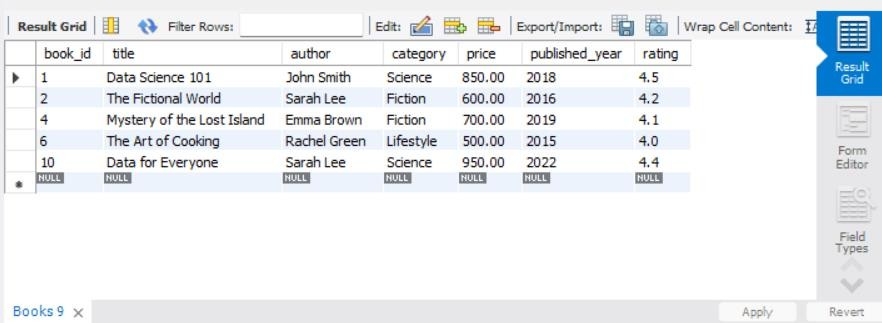 Result Grid Filter Rows: Edit: Export/Import: Wrap Cell Content:
book_id title author category price published_year rating
1 Data Science 101 John Smith Science 850.00 2018 4.5
2 The Fictional World Sarah Lee Fiction 600.00 2016 4.2
4 Mystery of the Lost Island Emma Brown Fiction 700.00 2019 4.1
6 The Art of Cooking Rachel Green Lifestyle 500.00 2015 4.0
10 Data for Everyone Sarah Lee Science 950.00 2022 4.4
NULL NULL NULL NULL NULL NULL NULL
Result
Grid
Form
Editor
Field
Types
Books 9 Apply Revert